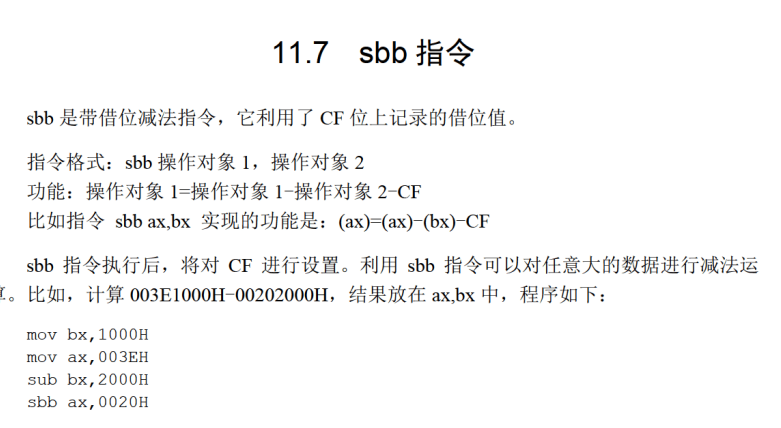 11.7 sbb 指令
sbb 是带借位减法指令，它利用了 CF 位上记录的借位值。
指令格式：sbb 操作对象 1，操作对象 2
功能：操作对象 1=操作对象 1-操作对象 2-CF
比如指令 sbb ax,bx 实现的功能是：(ax)=(ax)-(bx)-CF
sbb 指令执行后，将对 CF 进行设置。利用 sbb 指令可以对任意大的数据进行减法运
算。比如，计算 003E1000H-00202000H，结果放在 ax,bx 中，程序如下：
mov bx,1000H
mov ax,003EH
sub bx,2000H
sbb ax,0020H